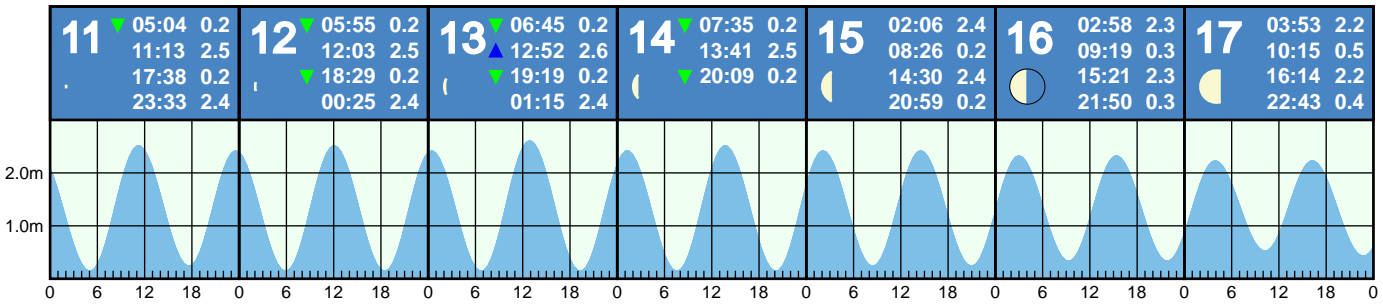 11
▼ 05:04 0.2
11:13 2.5
17:38 0.2
23:33 2.4
12
▼ 05:55 0.2
12:03 2.5
▼ 18:29 0.2
00:25 2.4
13
▼ 06:45 0.2
▲ 12:52 2.6
▼ 19:19 0.2
01:15 2.4
14
▼ 07:35 0.2
13:41 2.5
▼ 20:09 0.2
15
02:06 2.4
08:26 0.2
14:30 2.4
20:59 0.2
16
02:58 2.3
09:19 0.3
15:21 2.3
21:50 0.3
17
03:53 2.2
10:15 0.5
16:14 2.2
22:43 0.4
2.0m
1.0m
0 6 12 18 0 6 12 18 0 6 12 18 0 6 12 18 0 6 12 18 0 6 12 18 0 6 12 18 0